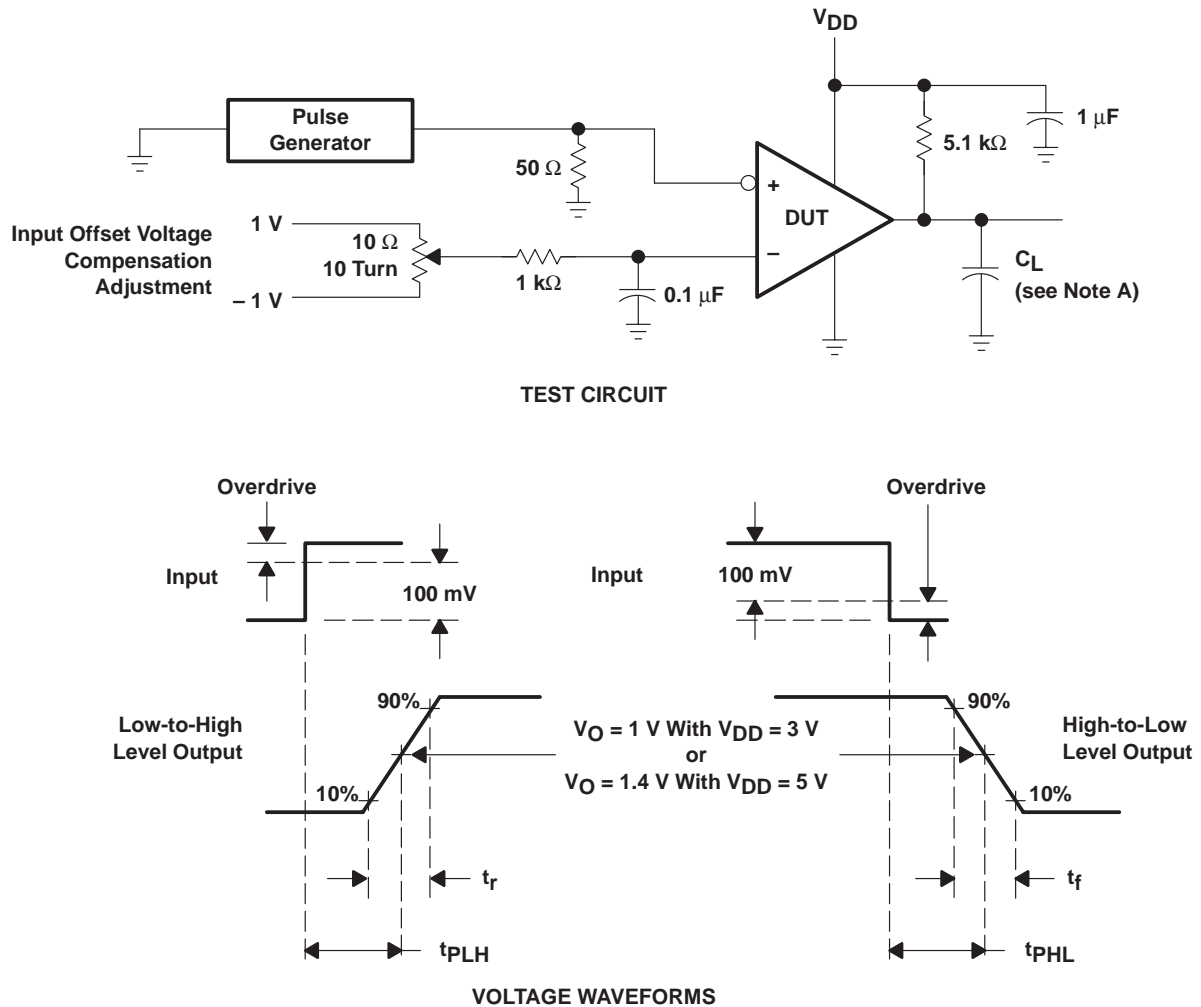 VDD
Pulse
Generator
1 μF
5.1 kΩ
50 Ω
+
DUT
−
1 V
Input Offset Voltage
Compensation
Adjustment
10 Ω
10 Turn
– 1 V
1 kΩ
0.1 μF
CL
(see Note A)
TEST CIRCUIT
Overdrive
Overdrive
Input
100 mV
Input
100 mV
90%
90%
Low-to-High
Level Output
VO = 1 V With VDD = 3 V
or
VO = 1.4 V With VDD = 5 V
High-to-Low
Level Output
10%
10%
tr
tf
tPLH
tPHL
VOLTAGE WAVEFORMS